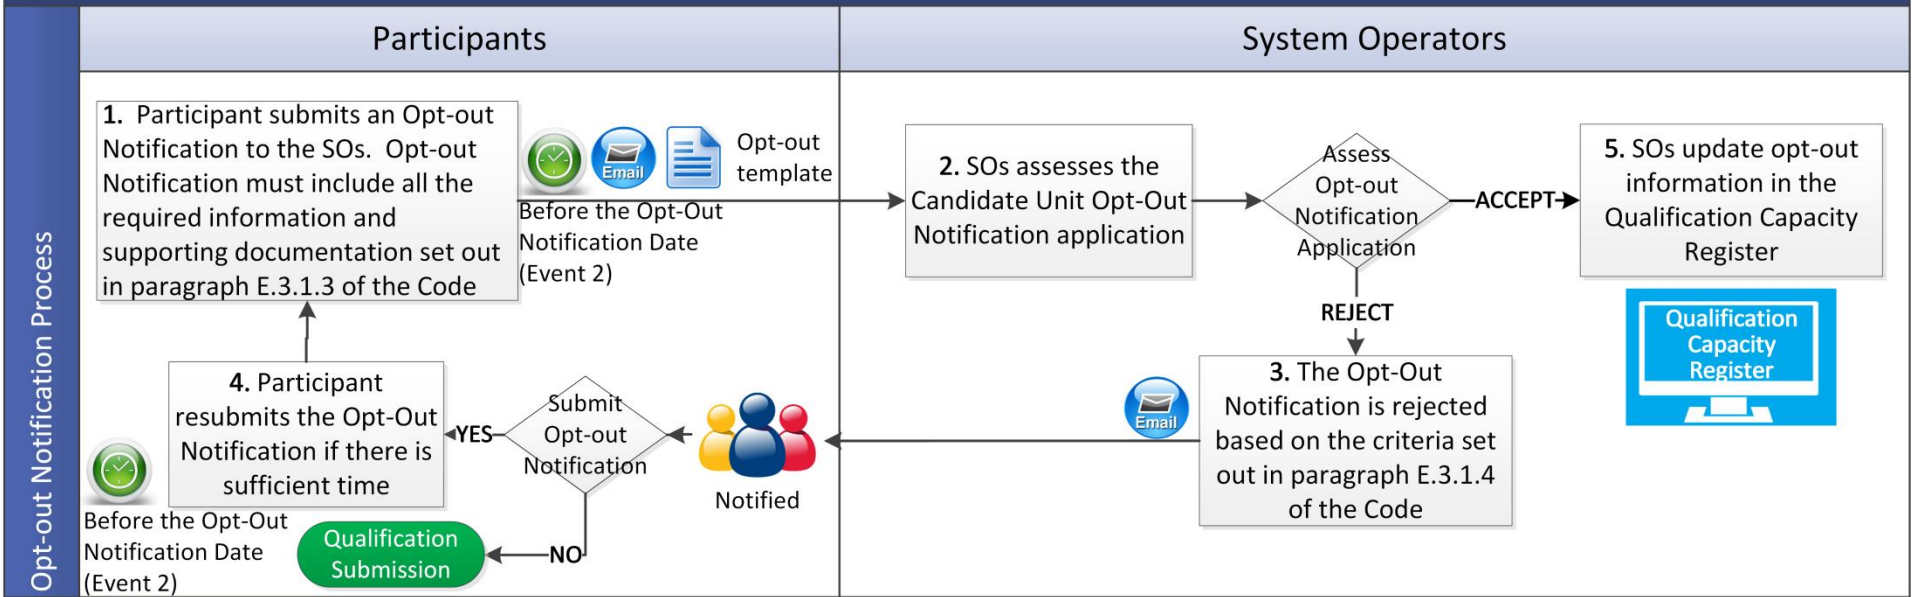 Opt-out Notification Process
Participants
System Operators
1. Participant submits an Opt-out
Notification to the SOs. Opt-out
Notification must include all the
required information and
supporting documentation set out
in paragraph E.3.1.3 of the Code
Email
Opt-out
template
Before the Opt-Out
Notification Date
(Event 2)
2. SOs assesses the
Candidate Unit Opt-Out
Notification application
Assess
Opt-out
Notification
Application
ACCEPT
5. SOs update opt-out
information in the
Qualification Capacity
Register
Qualification
Capacity
Register
REJECT
3. The Opt-Out
Notification is rejected
based on the criteria set
out in paragraph E.3.1.4
of the Code
Email
Notified
Submit
Opt-out
Notification
YES
4. Participant
resubmits the Opt-Out
Notification if there is
sufficient time
Before the Opt-Out
Notification Date
(Event 2)
NO
Qualification
Submission